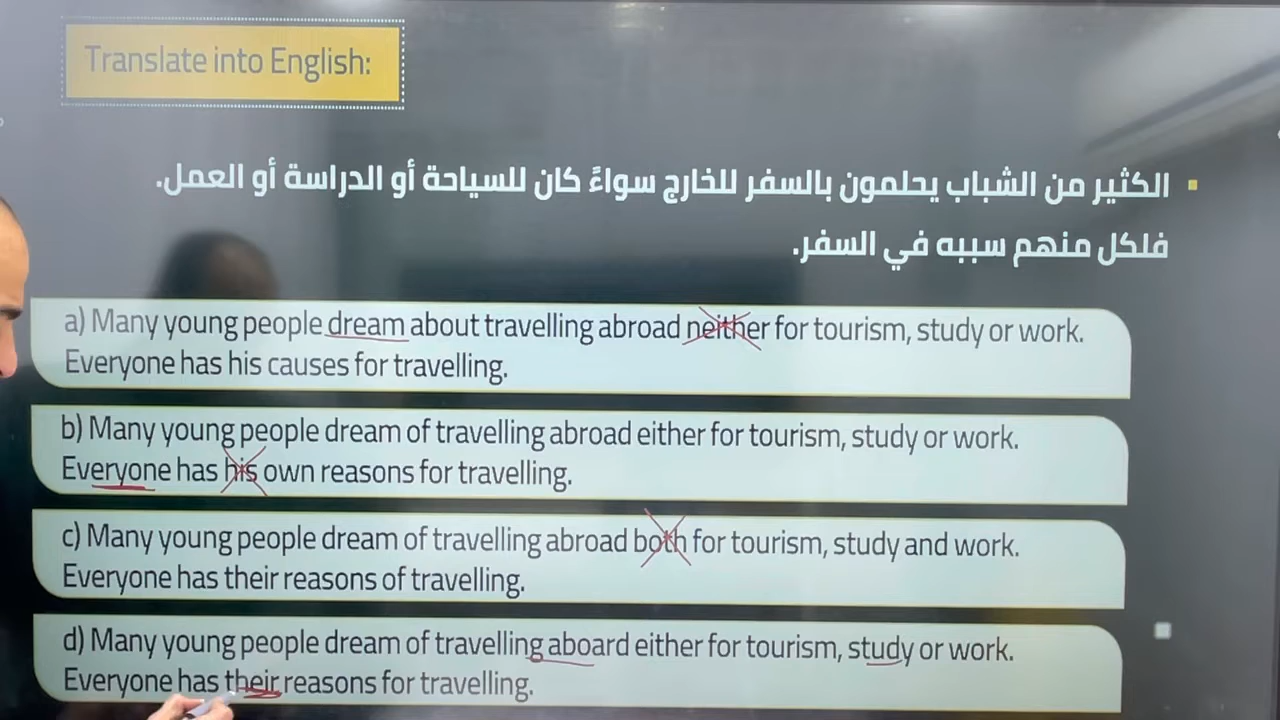 Translate into English:
الكثير من الشباب يحلمون بالسفر للخارج سواءً كان للسياحة أو الدراسة أو العمل.
فلكل منهم سببه في السفر.
a) Many young people dream about travelling abroad neither for tourism, study or work.
Everyone has his causes for travelling.
b) Many young people dream of travelling abroad either for tourism, study or work.
Everyone has his own reasons for travelling.
c) Many young people dream of travelling abroad both for tourism, study and work.
Everyone has their reasons of travelling.
d) Many young people dream of travelling aboard either for tourism, study or work.
Everyone has their reasons for travelling.